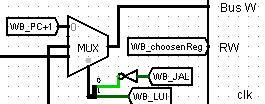 Bus W
WB_PC+1
0
MUX
WB_choosenReg
RW
0
WB_JAL
1
WB_LUI
clk